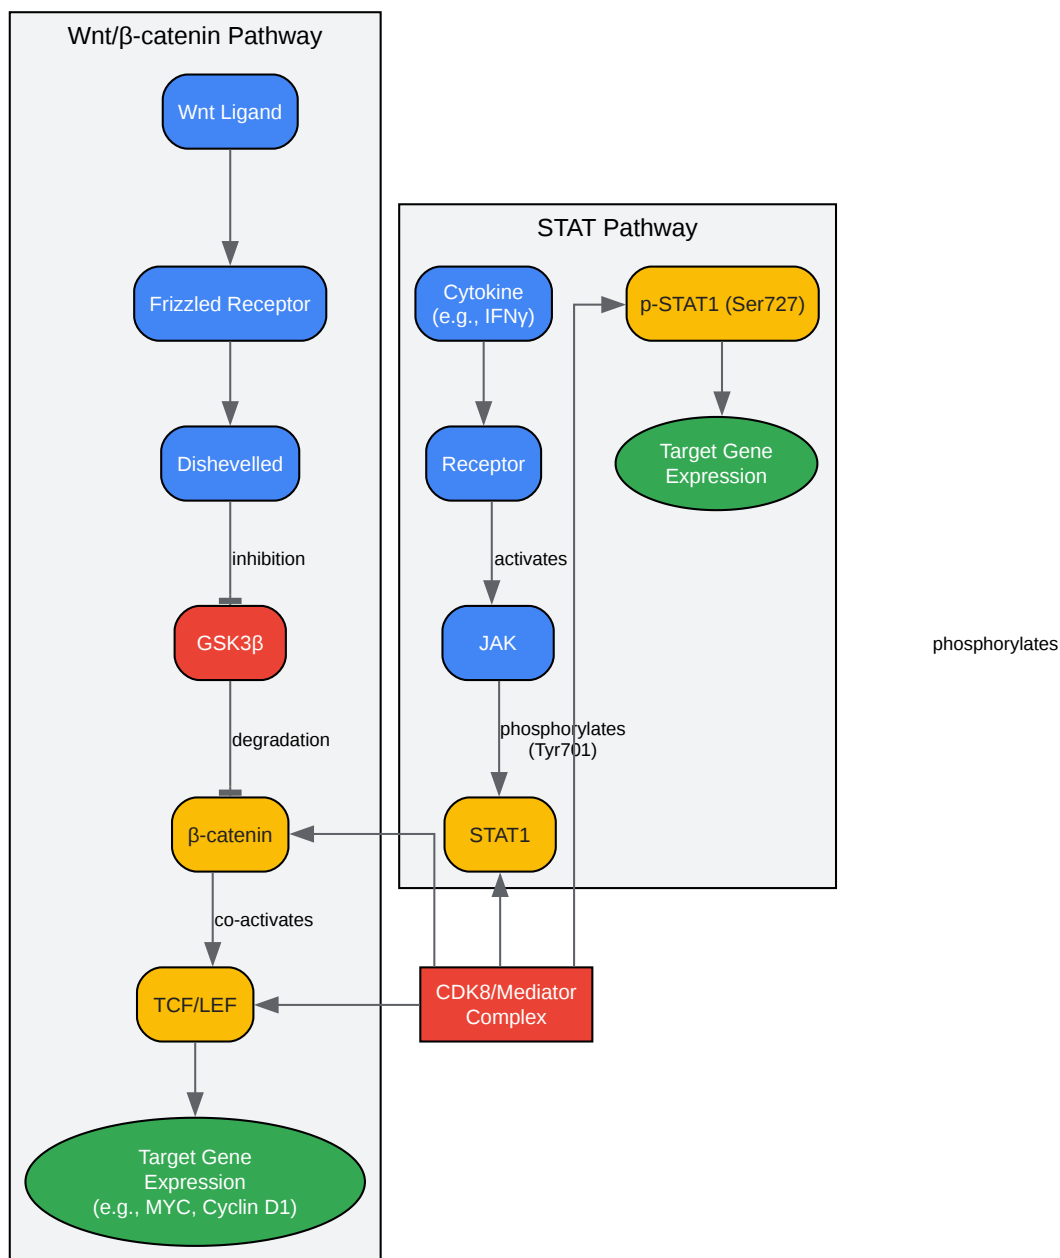 Wnt/β-catenin Pathway
Wnt Ligand
Frizzled Receptor
Dishevelled
inhibition
GSK3β
degradation
β-catenin
co-activates
TCF/LEF
Target Gene
Expression
(e.g., MYC, Cyclin D1)
STAT Pathway
Cytokine
(e.g., IFNγ)
Receptor
activates
JAK
phosphorylates
(Tyr701)
STAT1
p-STAT1 (Ser727)
Target Gene
Expression
CDK8/Mediator
Complex
phosphorylates